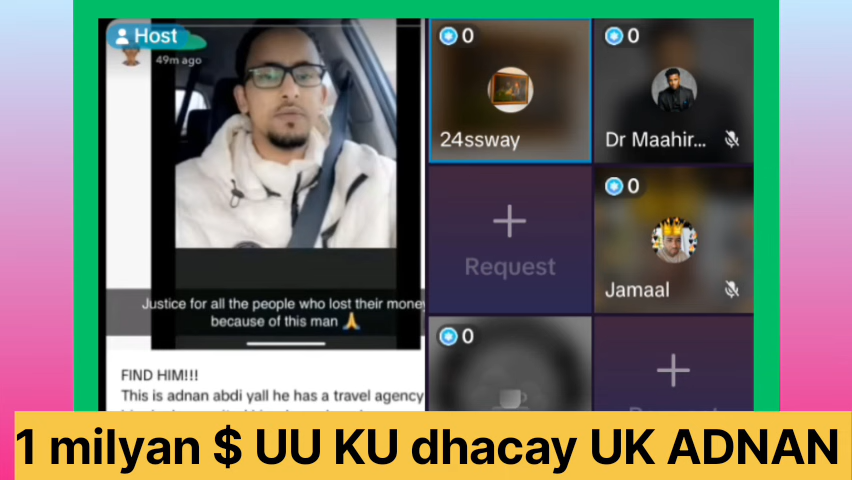 Host
49m ago
Justice for all the people who lost their money
because of this man 🙏
FIND HIM!!!
This is adnan abdi yall he has a travel agency
0
24ssway
0
Dr Maahir...
Request
0
Jamaal
0
1 milyan $ UU KU dhacay UK ADNAN